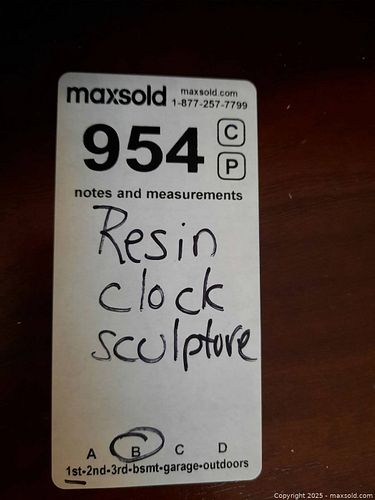 maxsold maxsold.com
1-877-257-7799
954 C
P
notes and measurements
Resin
clock
sculpture
A B C D
1st-2nd-3rd-bsmt-garage-outdoors
Copyright © 2025 - maxsold.com